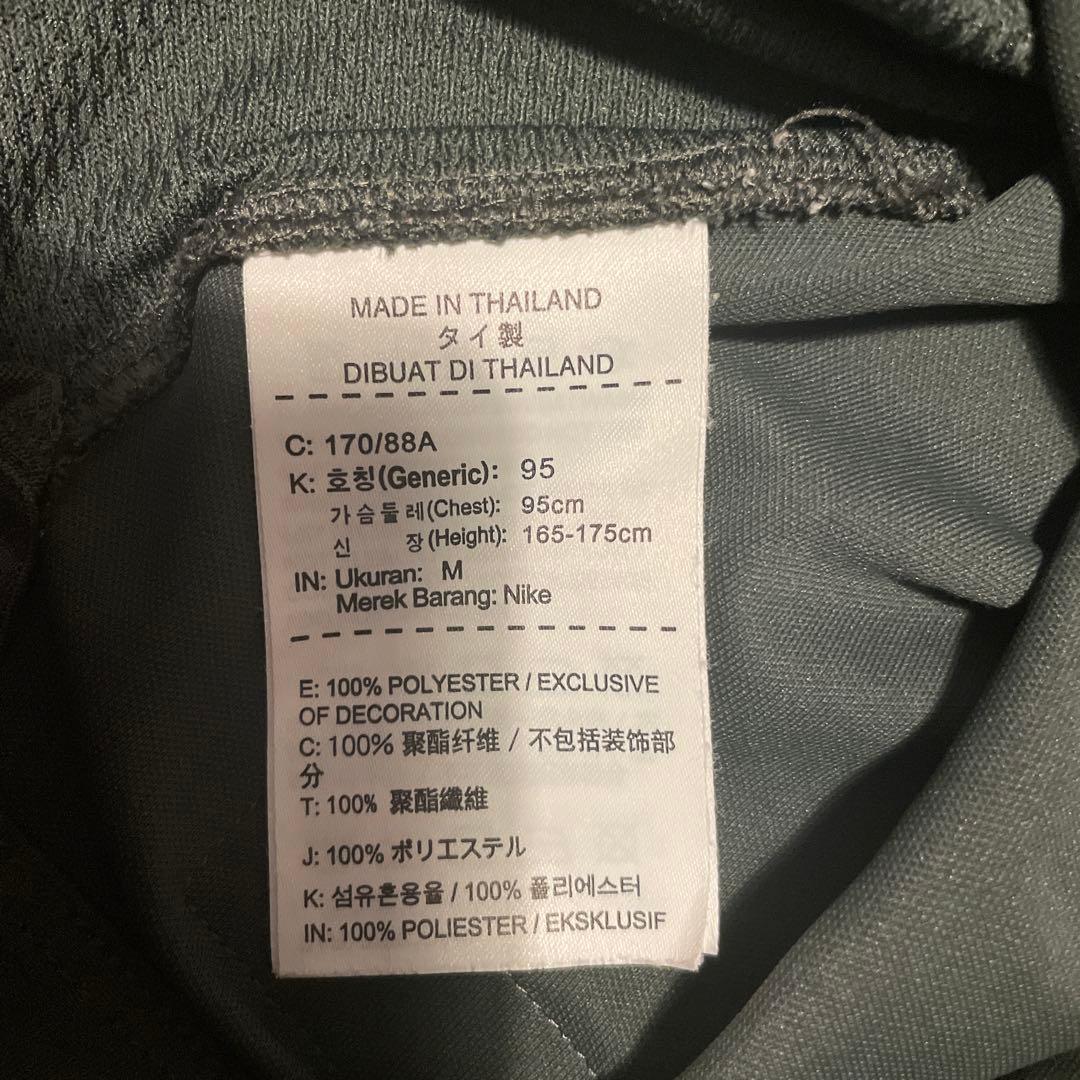 MADE IN THAILAND
タイ製
DIBUAT DI THAILAND
C: 170/88A
K: 호칭(Generic): 95
가슴둘레(Chest): 95cm
신 장(Height): 165-175cm
IN: Ukuran: M
Merek Barang: Nike
E: 100% POLYESTER / EXCLUSIVE
OF DECORATION
C: 100% 聚酯纤维 / 不包括装饰部
分
T: 100% 聚酯纖維
J: 100% ポリエステル
K: 섬유혼용율 / 100% 폴리에스터
IN: 100% POLIESTER / EKSKLUSIF